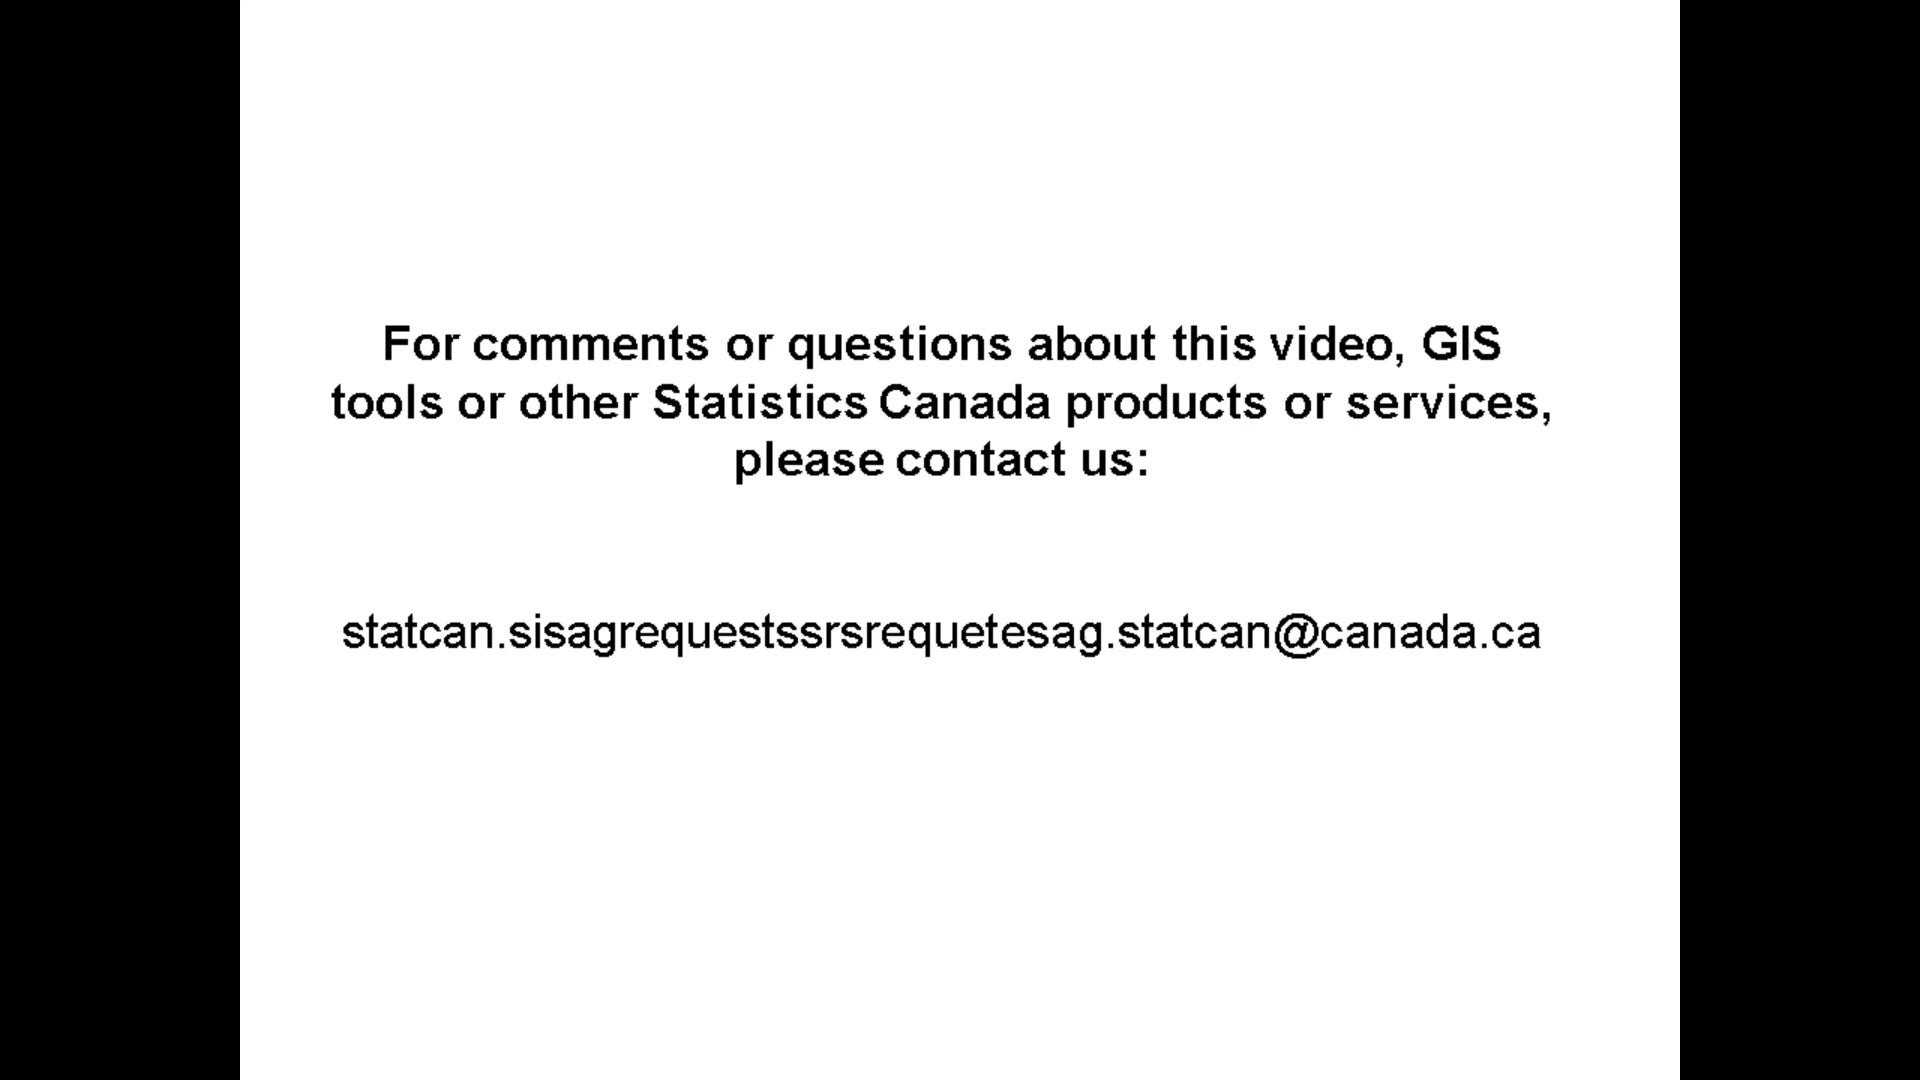 For comments or questions about this video, GIS
tools or other Statistics Canada products or services,
please contact us:
statcan.sisagrequestssrsrequetesag.statcan@canada.ca